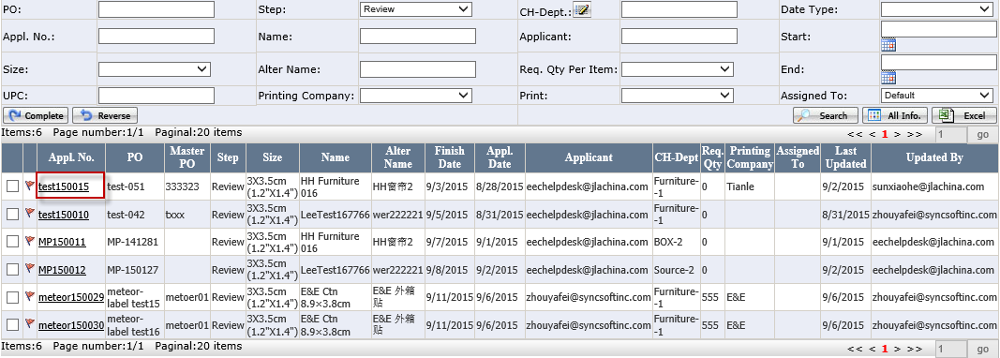 PO: Step: Review CH-Dept.: Date Type:
Appl. No.: Name: Applicant: Start:
Size: Alter Name: Req. Qty Per Item: End:
UPC: Printing Company: Print: Assigned To: Default
Complete Reverse Search All Info. Excel
Items:6 Page number:1/1 Paginal:20 items << < 1 > >> 1 go
Appl. No. PO Master PO Step Size Name Alter Name Finish Date Appl. Date Applicant CH-Dept Req. Qty Printing Company Assigned To Last Updated Updated By
test150015 test-051 333323 Review 3X3.5cm (1.2"X1.4") HH Furniture 016 HH窗帘2 9/3/2015 8/28/2015 eechelpdesk@jlachina.com Furniture--1 0 Tianle 9/2/2015 sunxiaohe@jlachina.com
test150010 test-042 txxx Review 3X3.5cm (1.2"X1.4") LeeTest167766 wer222221 9/5/2015 8/31/2015 eechelpdesk@jlachina.com Furniture--1 0 8/31/2015 zhouyafei@syncsoftinc.com
MP150011 MP-141281 Review 3X3.5cm (1.2"X1.4") HH Furniture 016 HH窗帘2 9/7/2015 9/1/2015 eechelpdesk@jlachina.com BOX-2 0 9/1/2015 eechelpdesk@jlachina.com
MP150012 MP-150127 Review 3X3.5cm (1.2"X1.4") LeeTest167766 wer222221 9/8/2015 9/2/2015 eechelpdesk@jlachina.com Source-2 0 9/2/2015 eechelpdesk@jlachina.com
meteor150029 meteor-label test15 metoer01 Review 3X3.5cm (1.2"X1.4") E&E Ctn 8.9×3.8cm E&E 外箱贴 9/11/2015 9/6/2015 zhouyafei@syncsoftinc.com Furniture--1 555 E&E 9/6/2015 zhouyafei@syncsoftinc.com
meteor150030 meteor-label test16 metoer01 Review 3X3.5cm (1.2"X1.4") E&E Ctn 8.9×3.8cm E&E 外箱贴 9/11/2015 9/6/2015 zhouyafei@syncsoftinc.com Furniture--1 555 E&E 9/6/2015 zhouyafei@syncsoftinc.com
Items:6 Page number:1/1 Paginal:20 items << < 1 > >> 1 go